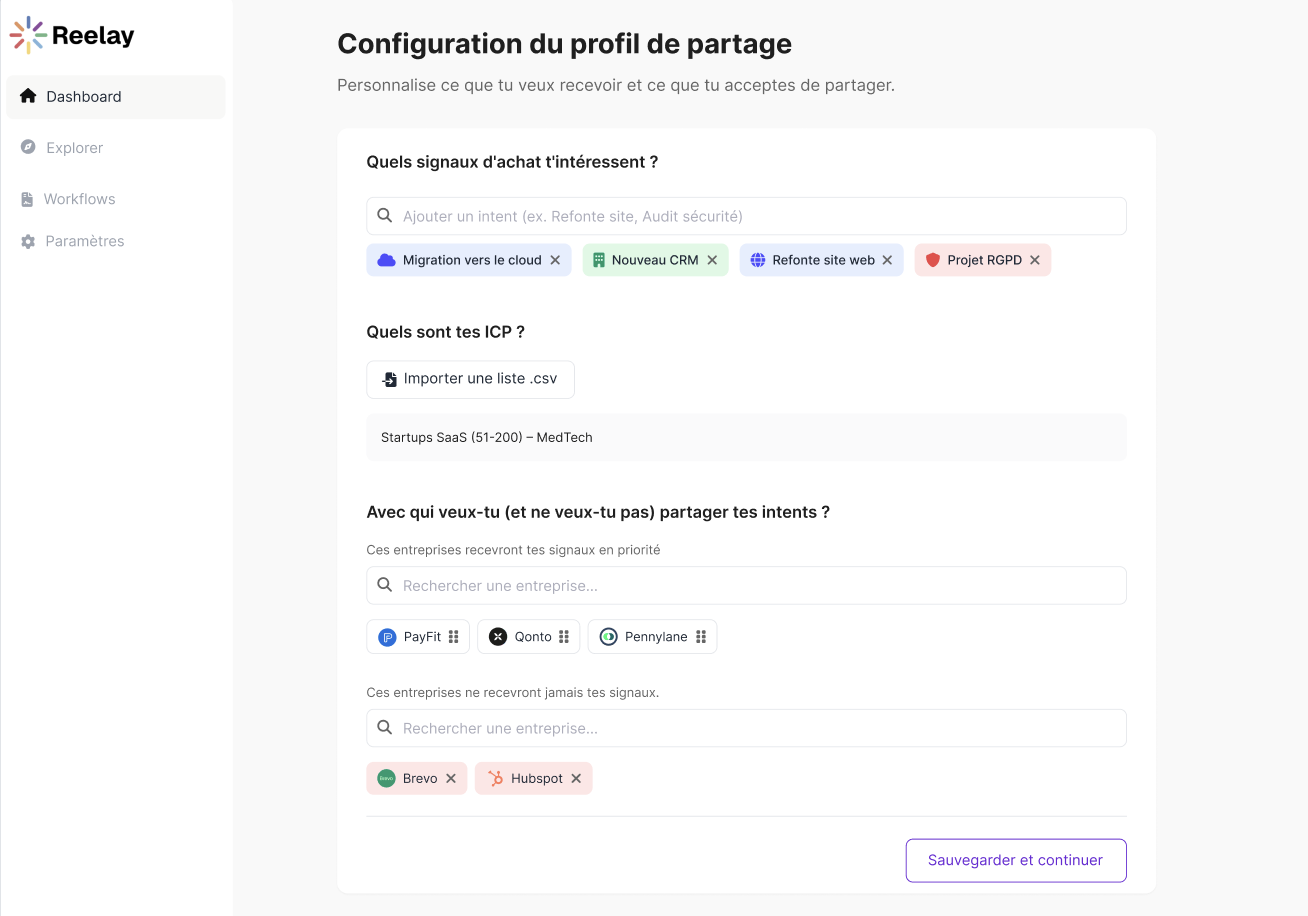 Reelay
Dashboard
Explorer
Workflows
Paramètres
Configuration du profil de partage
Personnalise ce que tu veux recevoir et ce que tu acceptes de partager.
Quels signaux d'achat t'intéressent ?
Ajouter un intent (ex. Refonte site, Audit sécurité)
Migration vers le cloud
Nouveau CRM
Refonte site web
Projet RGPD
Quels sont tes ICP ?
Importer une liste .csv
Startups SaaS (51-200) – MedTech
Avec qui veux-tu (et ne veux-tu pas) partager tes intents ?
Ces entreprises recevront tes signaux en priorité
Rechercher une entreprise...
PayFit
Qonto
Pennylane
Ces entreprises ne recevront jamais tes signaux.
Rechercher une entreprise...
Brevo
Brevo
Hubspot
Sauvegarder et continuer